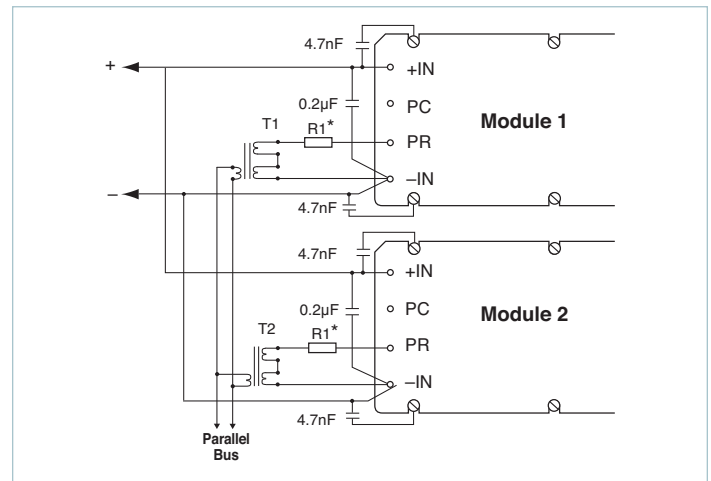 4.7nF
+
+IN
0.2µF
PC
Module 1
T1
R1*
PR
–
–IN
4.7nF
4.7nF
+IN
0.2µF
PC
Module 2
T2
R1*
PR
–IN
4.7nF
Parallel
Bus